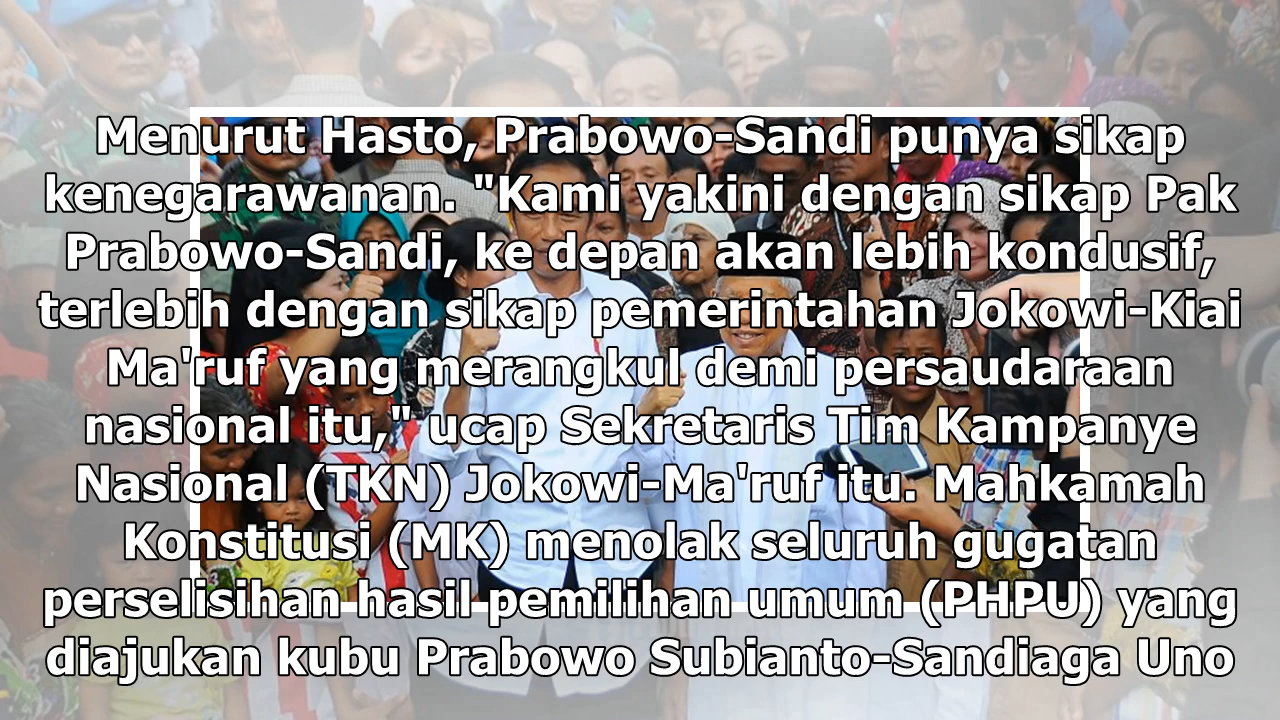 Menurut Hasto, Prabowo-Sandi punya sikap
kenegarawanan. "Kami yakini dengan sikap Pak
Prabowo-Sandi, ke depan akan lebih kondusif,
terlebih dengan sikap pemerintahan Jokowi-Kiai
Ma'ruf yang merangkul demi persaudaraan
nasional itu," ucap Sekretaris Tim Kampanye
Nasional (TKN) Jokowi-Ma'ruf itu. Mahkamah
Konstitusi (MK) menolak seluruh gugatan
perselisihan hasil pemilihan umum (PHPU) yang
diajukan kubu Prabowo Subianto-Sandiaga Uno